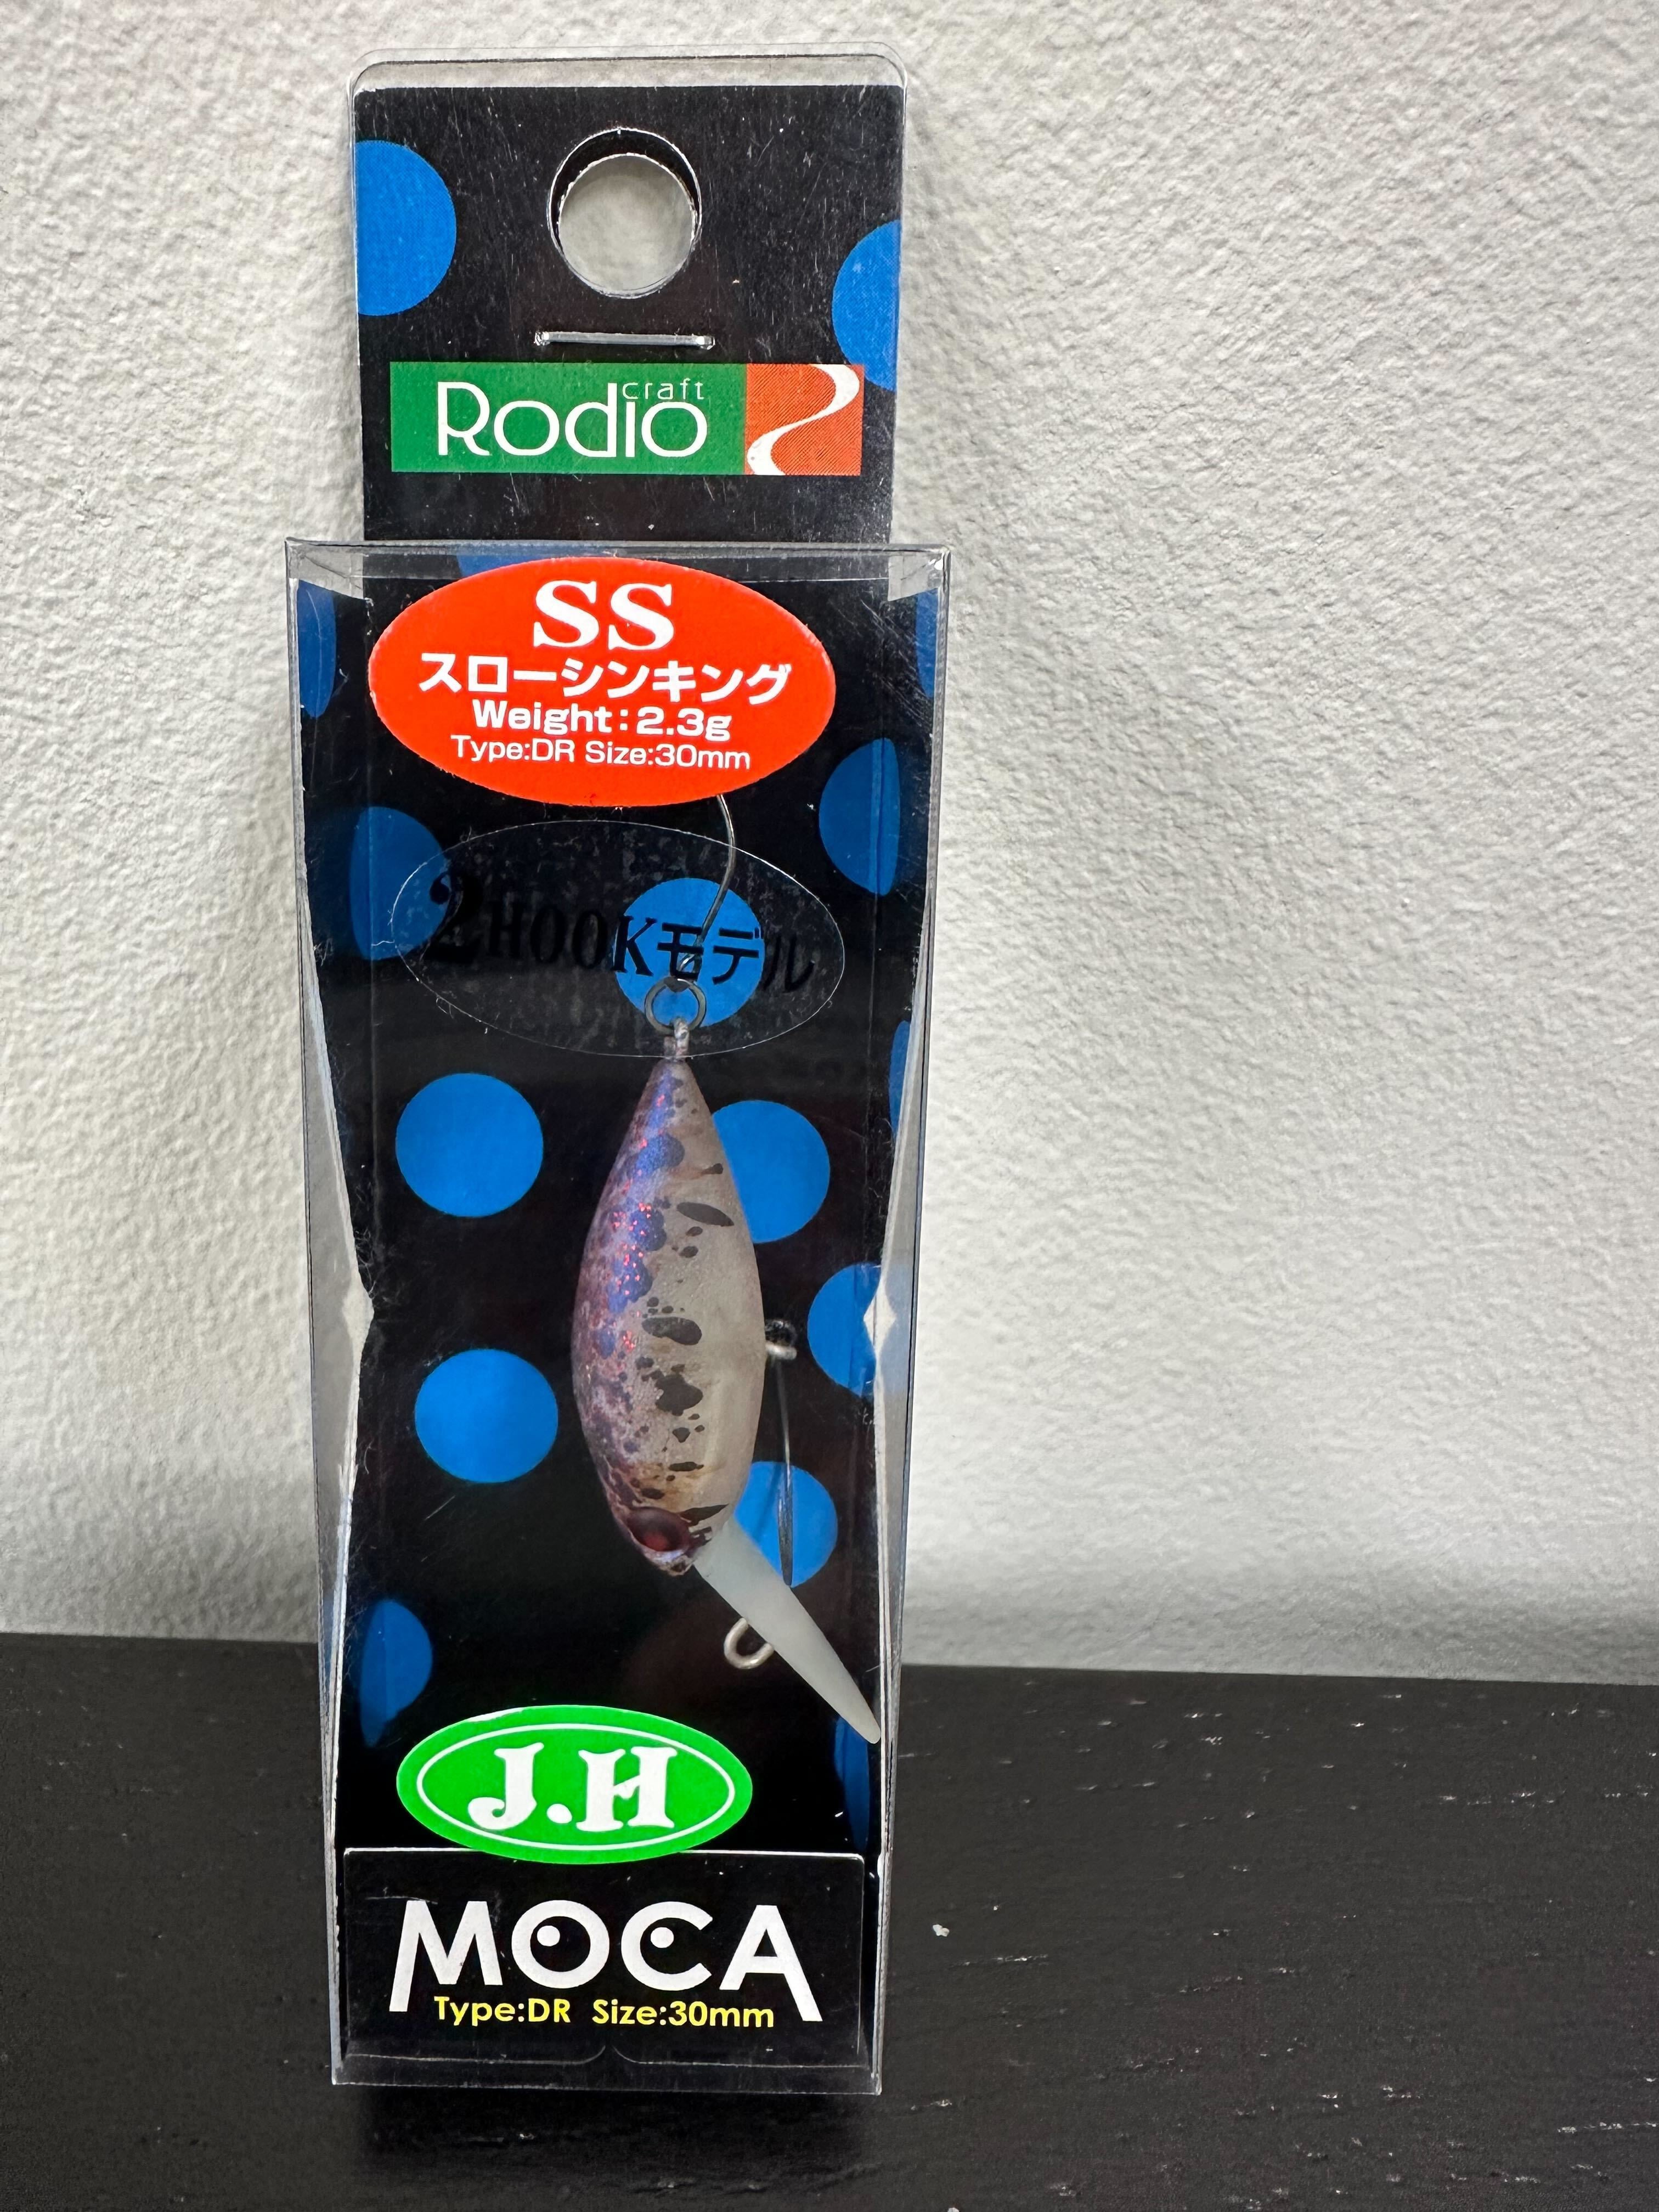 Rodio craft
SS
スローシンキング
Weight:2.3g
Type:DR Size:30mm
2HOOKモデル
J.H
MOCA
Type:DR Size:30mm